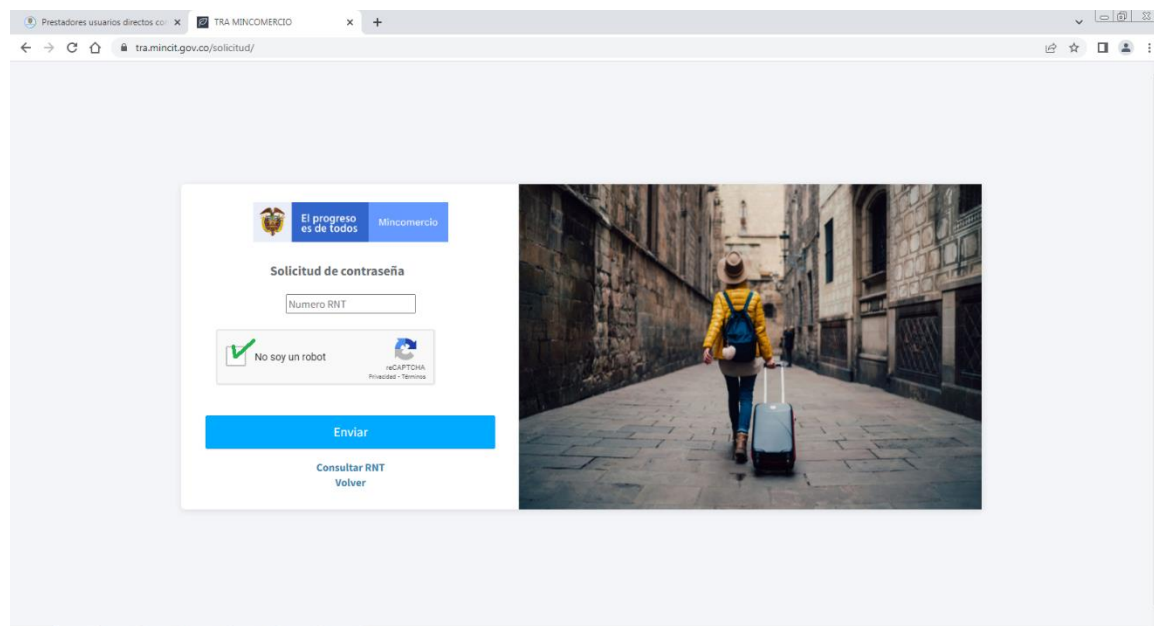 Prestadores usuarios directos co
TRA MINCOMERCIO
tra.mincit.gov.co/solicitud/
El progreso
es de todos
Mincomercio
Solicitud de contraseña
Numero RNT
No soy un robot
reCAPTCHA
Privacidad - Términos
Enviar
Consultar RNT
Volver